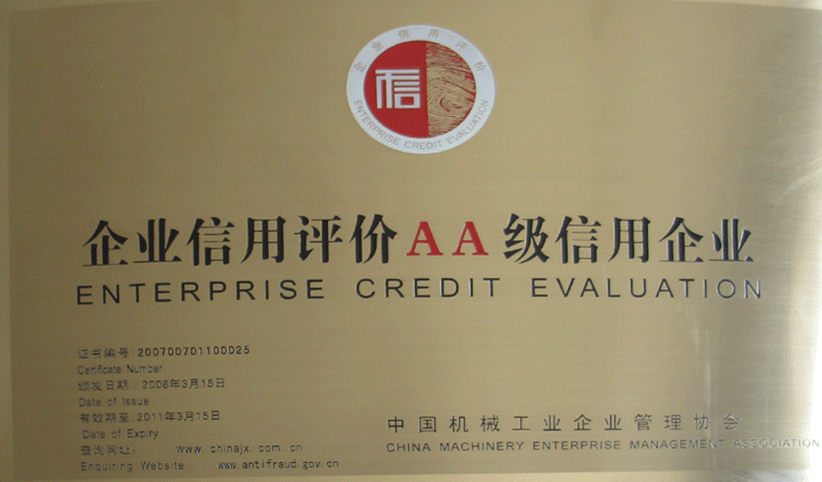 企业信用评价
信
ENTERPRISE CREDIT EVALUATION
企业信用评价AA级信用企业
ENTERPRISE CREDIT EVALUATION
证书编号:200700701100025
Certificate Number
颁发日期:2008年3月15日
Date of Issue
有效期至:2011年3月15日
Date of Expiry
查询网址: www.chinajx.com.cn
Enquiring Website www.antifraud.gov.cn
中国机械工业企业管理协会
CHINA MACHINERY ENTERPRISE MANAGEMENT ASSOCIATION